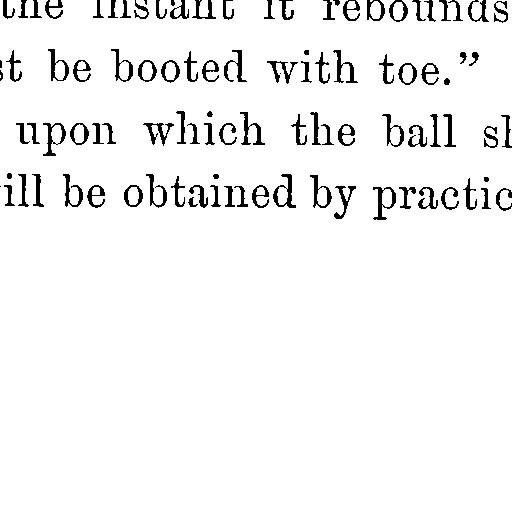 the instant it rebounds
st be booted with toe.”
upon which the ball sh
ill be obtained by practic